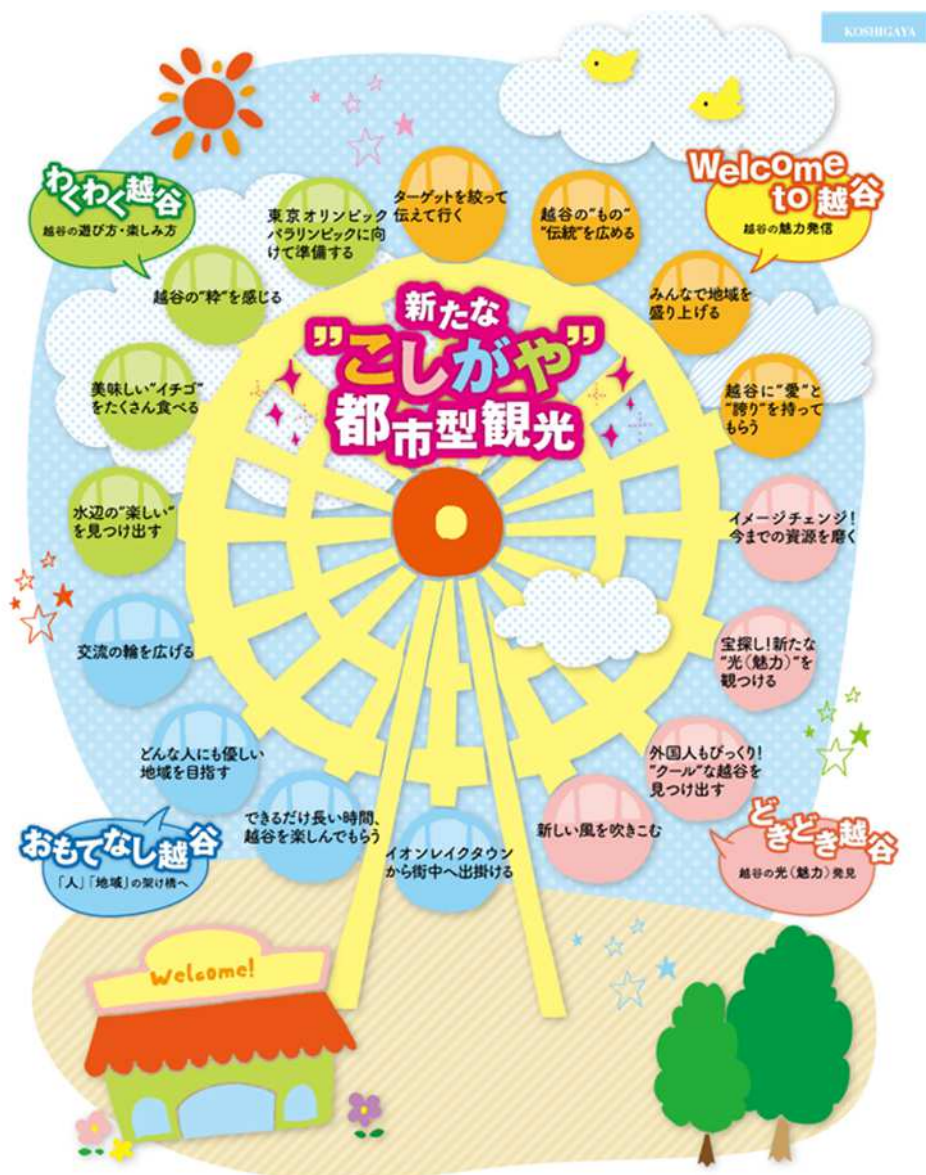 KOSHIGAYA
新たな
”こしがや”
都市型観光
わくわく越谷
越谷の遊び方・楽しみ方
東京オリンピック
パラリンピックに向
けて準備する
越谷の“粋”を感じる
美味しい“イチゴ”
をたくさん食べる
水辺の“楽しい”
を見つけ出す
Welcome
to 越谷
越谷の魅力発信
ターゲットを絞って
伝えて行く
越谷の“もの”
“伝統”を広める
みんなで地域を
盛り上げる
越谷に“愛”と
“誇り”を持って
もらう
どきどき越谷
越谷の光(魅力)発見
イメージチェンジ!
今までの資源を磨く
宝探し!新たな
“光(魅力)”を
観つける
外国人もびっくり!
“クール”な越谷を
見つけ出す
新しい風を吹きこむ
おもてなし越谷
「人」「地域」の架け橋へ
交流の輪を広げる
どんな人にも優しい
地域を目指す
できるだけ長い時間、
越谷を楽しんでもらう
イオンレイクタウン
から街中へ出掛ける
Welcome!